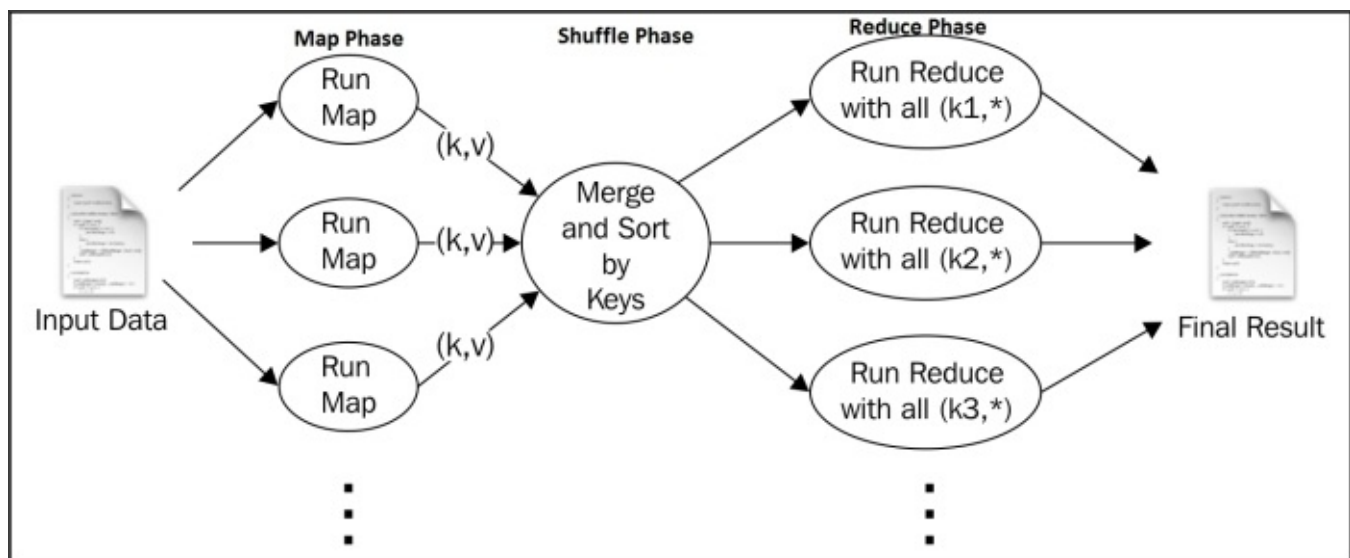 Map Phase
Shuffle Phase
Reduce Phase
Run
Map
Run
Map
Run
Map
(k,v)
(k,v)
(k,v)
Merge
and Sort
by
Keys
Run Reduce
with all (k1,*)
Run Reduce
with all (k2,*)
Run Reduce
with all (k3,*)
Input Data
Final Result